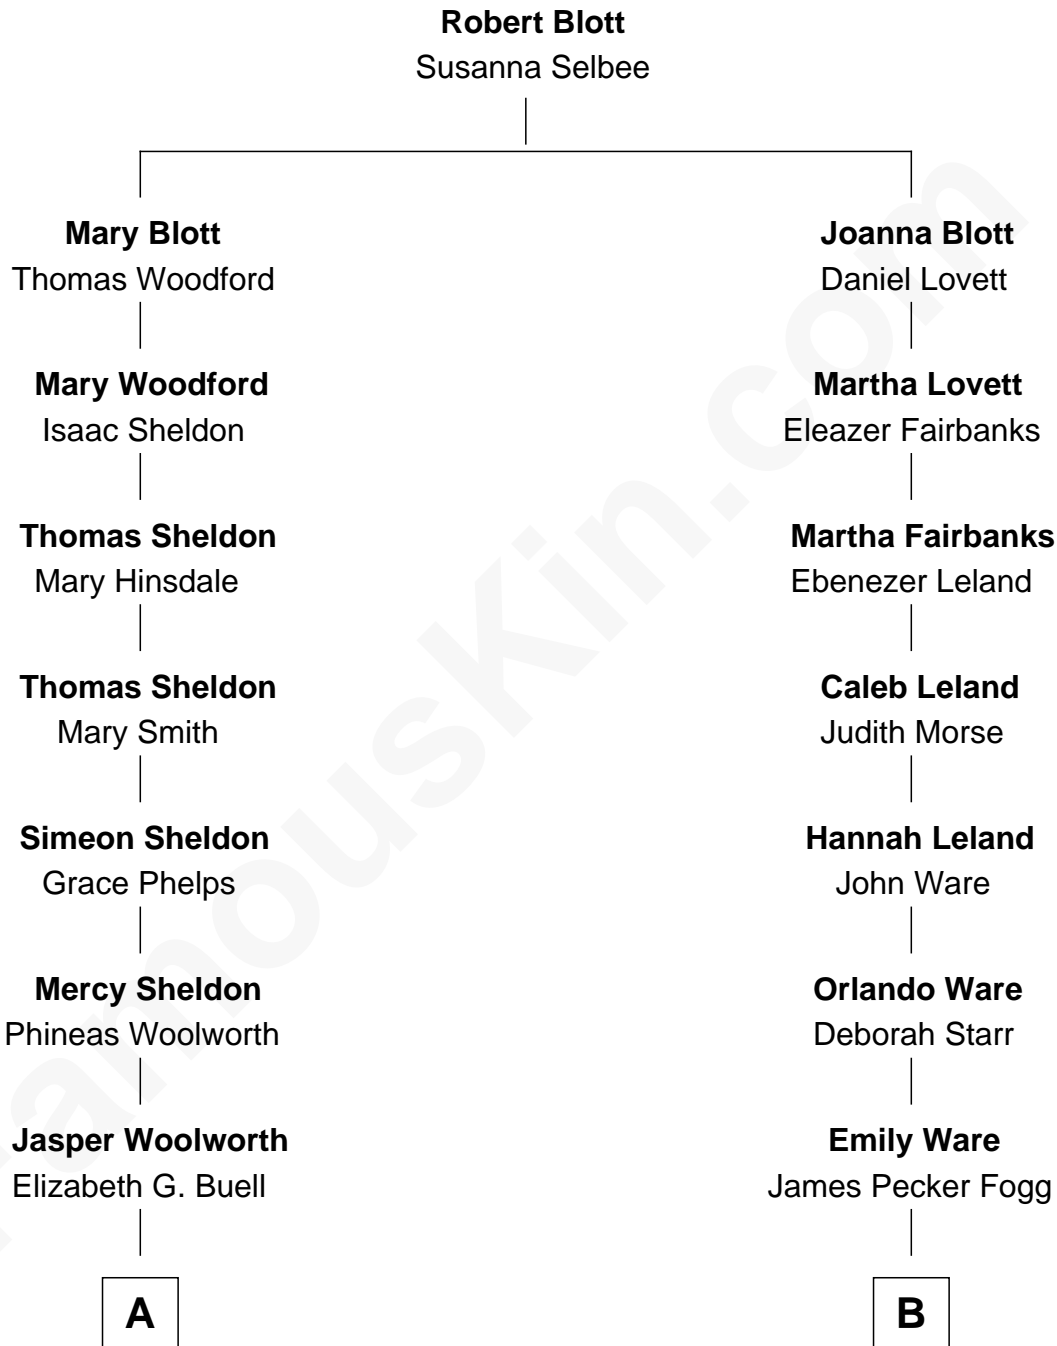 Robert Blott
Susanna Selbee
Mary Blott
Thomas Woodford
Joanna Blott
Daniel Lovett
Mary Woodford
Isaac Sheldon
Martha Lovett
Eleazer Fairbanks
Thomas Sheldon
Mary Hinsdale
Martha Fairbanks
Ebenezer Leland
Thomas Sheldon
Mary Smith
Caleb Leland
Judith Morse
Simeon Sheldon
Grace Phelps
Hannah Leland
John Ware
Mercy Sheldon
Phineas Woolworth
Orlando Ware
Deborah Starr
Jasper Woolworth
Elizabeth G. Buell
Emily Ware
James Pecker Fogg
A
B
FamousKin.com